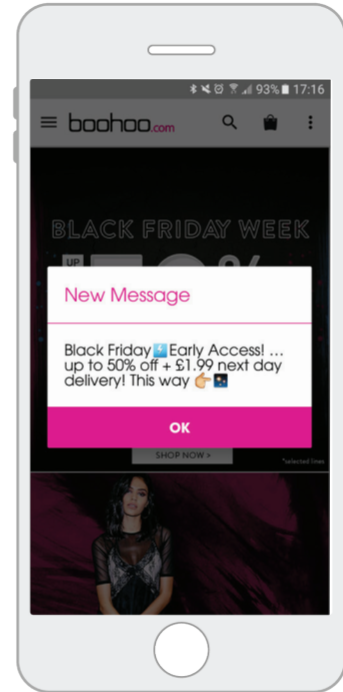 93% 17:16
boohoo.com
BLACK FRIDAY WEEK
UP
50%
New Message
Black Friday⚡Early Access! ...
up to 50% off + £1.99 next day
delivery! This way 👉🌃
OK
SHOP NOW >
*selected lines